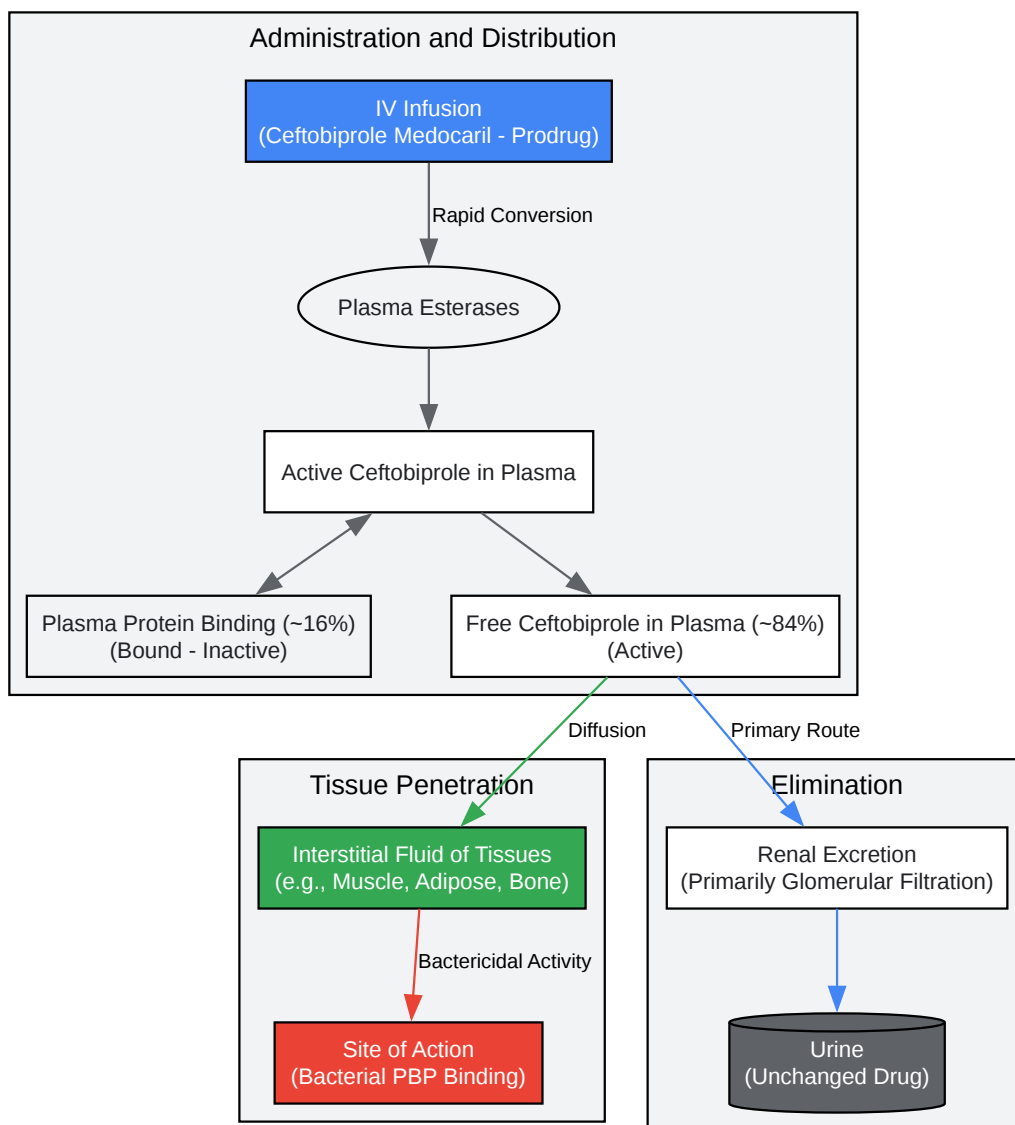 Administration and Distribution
IV Infusion
(Ceftobiprole Medocaril - Prodrug)
Rapid Conversion
Plasma Esterases
Active Ceftobiprole in Plasma
Plasma Protein Binding (~16%)
(Bound - Inactive)
Free Ceftobiprole in Plasma (~84%)
(Active)
Diffusion
Primary Route
Tissue Penetration
Interstitial Fluid of Tissues
(e.g., Muscle, Adipose, Bone)
Bactericidal Activity
Site of Action
(Bacterial PBP Binding)
Elimination
Renal Excretion
(Primarily Glomerular Filtration)
Urine
(Unchanged Drug)